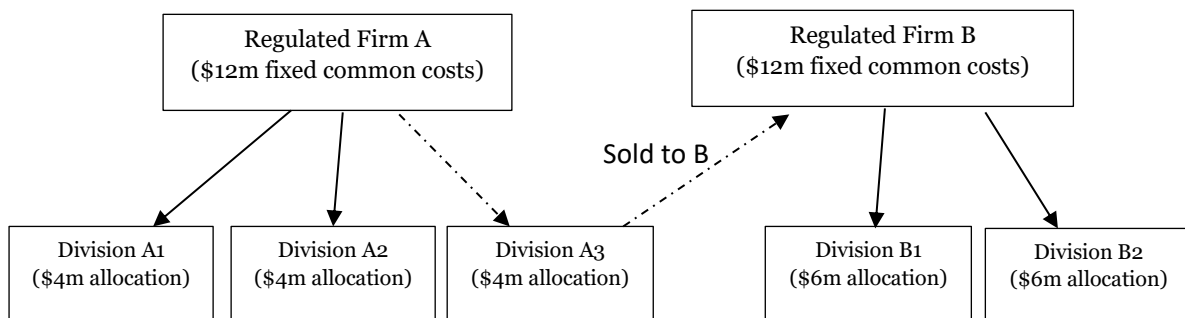 Regulated Firm A
($12m fixed common costs)
Regulated Firm B
($12m fixed common costs)
Sold to B
Division A1
($4m allocation)
Division A2
($4m allocation)
Division A3
($4m allocation)
Division B1
($6m allocation)
Division B2
($6m allocation)